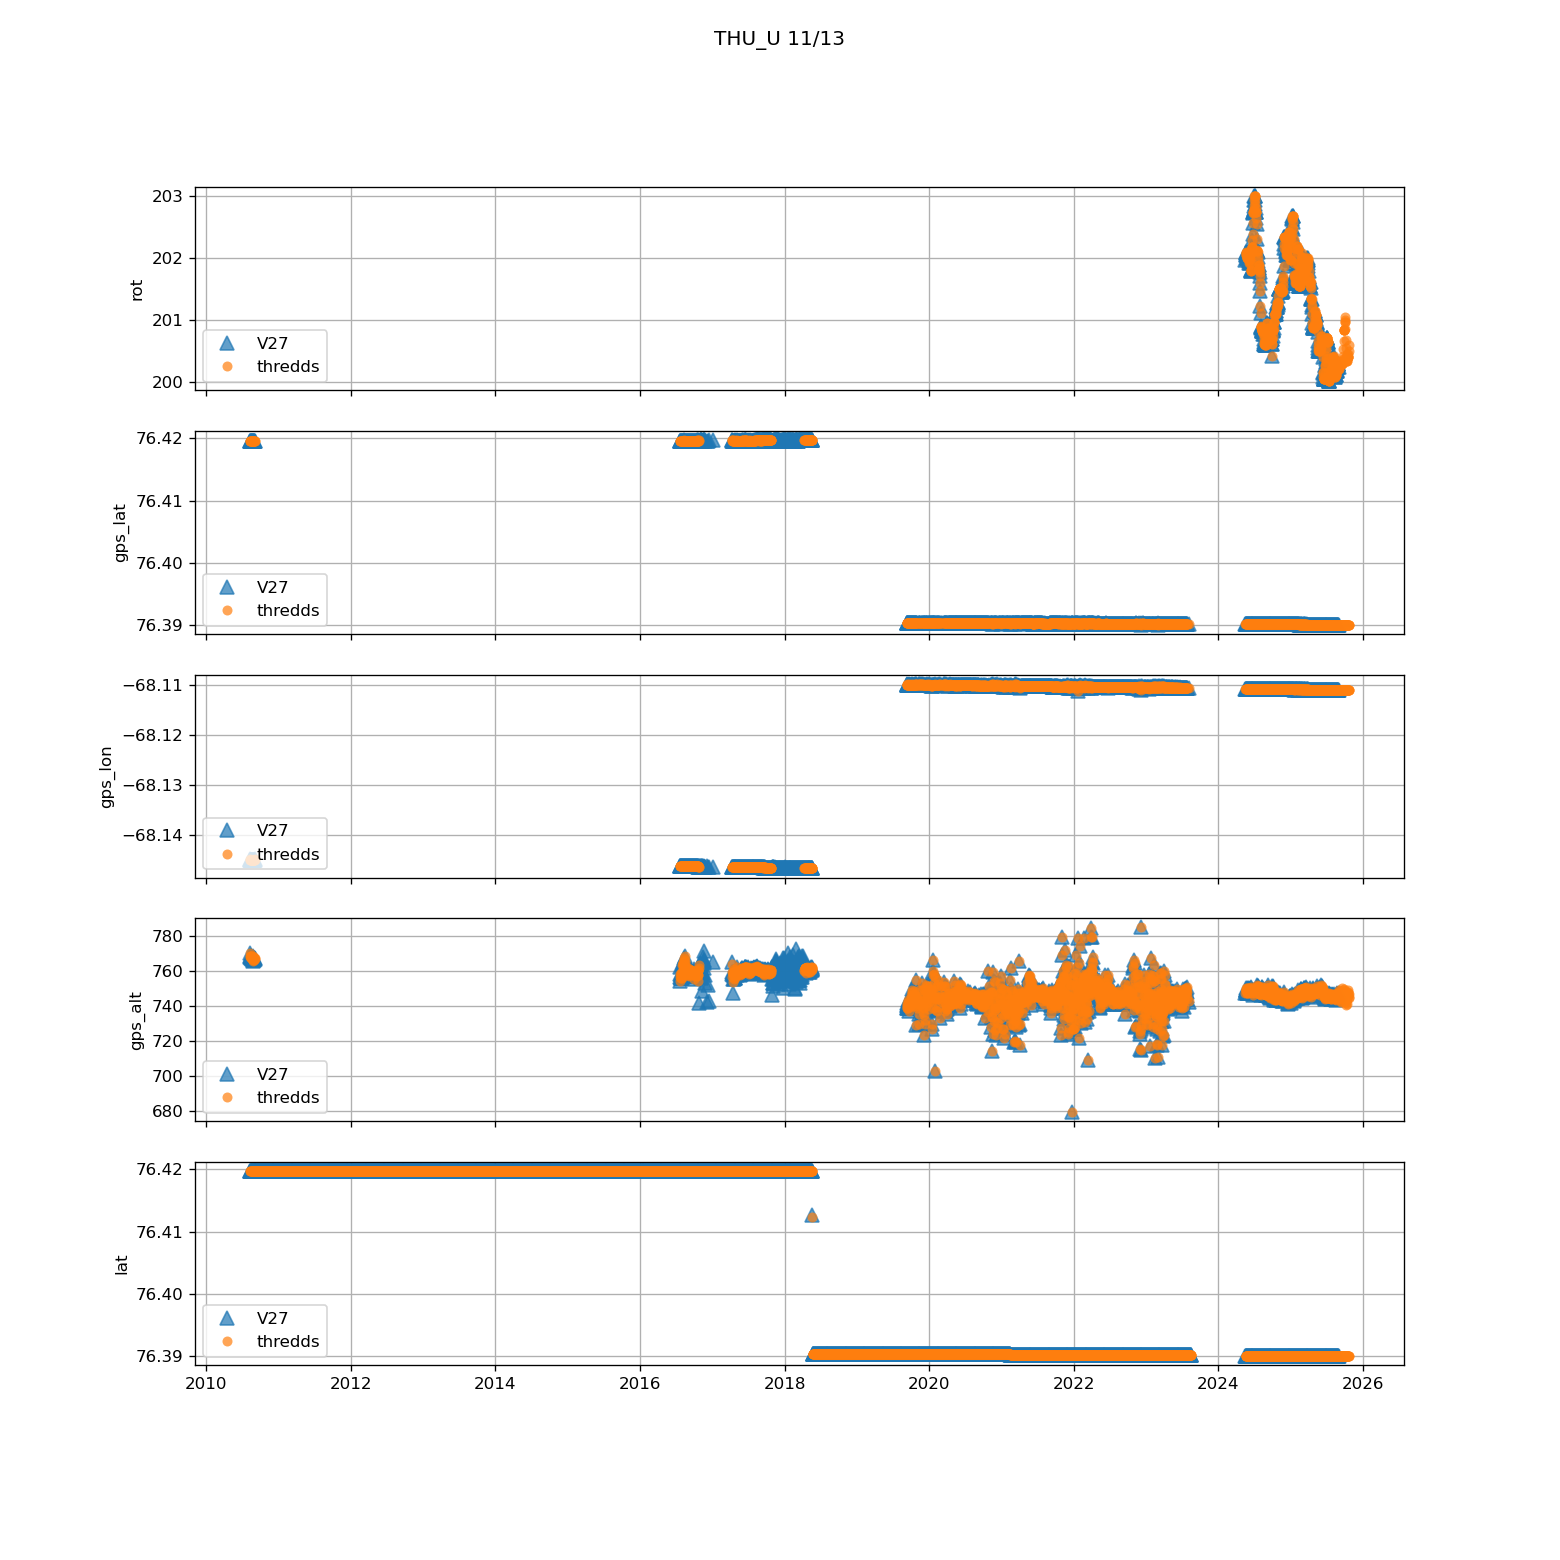 THU_U 11/13
203
202
201
200
rot
V27
thredds
76.42
76.41
76.40
76.39
gps_lat
V27
thredds
−68.11
−68.12
−68.13
−68.14
gps_lon
V27
thredds
780
760
740
720
700
680
gps_alt
V27
thredds
76.42
76.41
76.40
76.39
lat
V27
thredds
2010 2012 2014 2016 2018 2020 2022 2024 2026